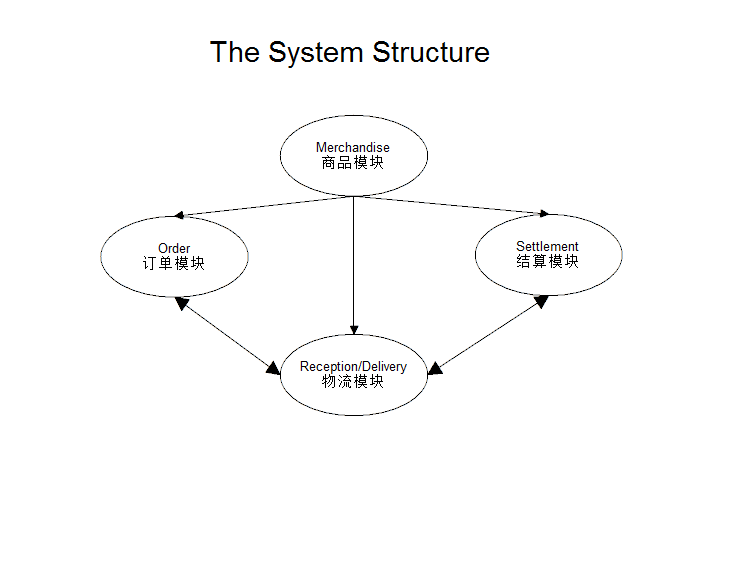 The System Structure
Merchandise
商品模块
Order
订单模块
Settlement
结算模块
Reception/Delivery
物流模块